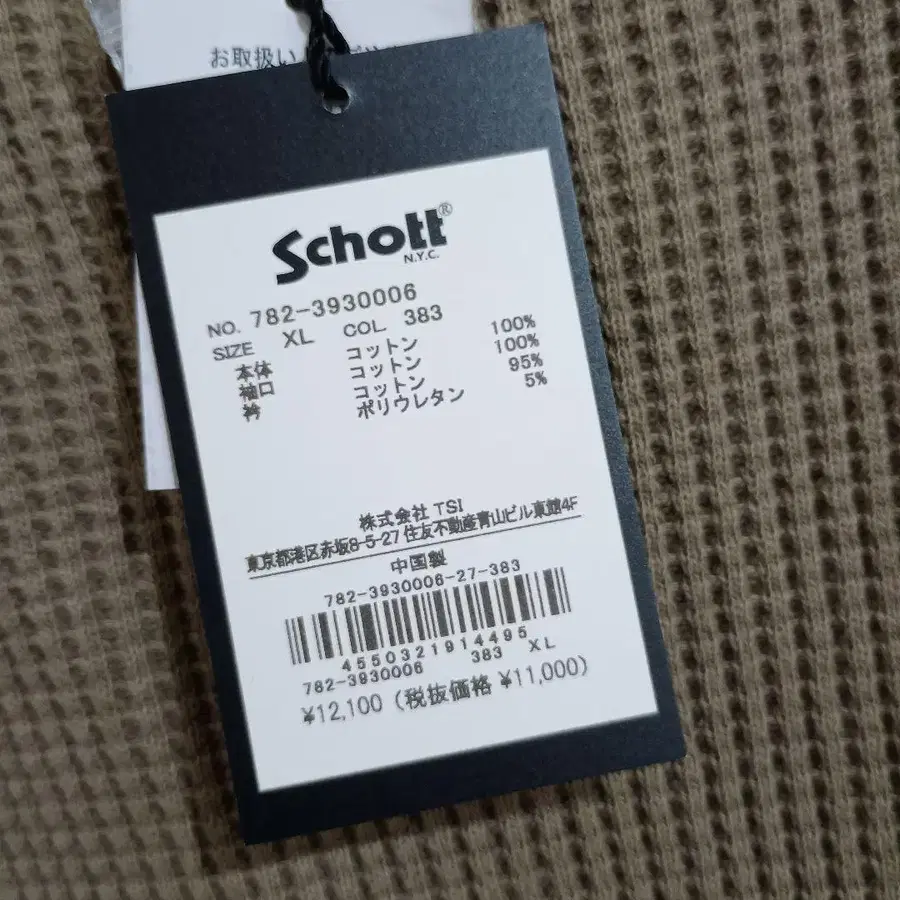 お取扱い
Schott®
N.Y.C.
NO. 782-3930006
SIZE XL COL 383
本体 コットン 100%
袖口 コットン 100%
衿 コットン 95%
ポリウレタン 5%
株式会社 TSI
東京都港区赤坂8-5-27 住友不動産青山ビル東館4F
中国製
782-3930006-27-383
4550321914495
782-3930006 383 XL
¥12,100 (税抜価格 ¥11,000)